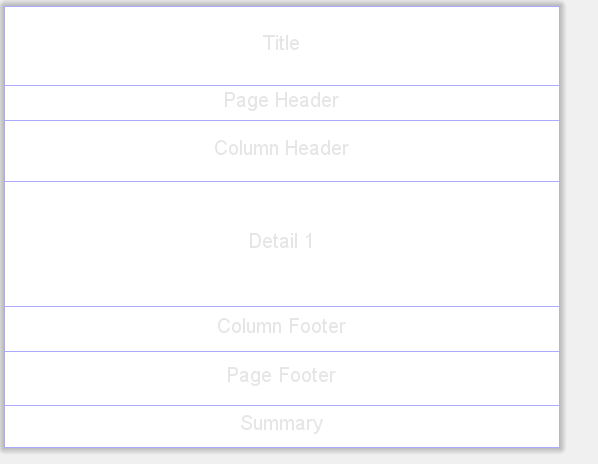 Title
Page Header
Column Header
Detail 1
Column Footer
Page Footer
Summary